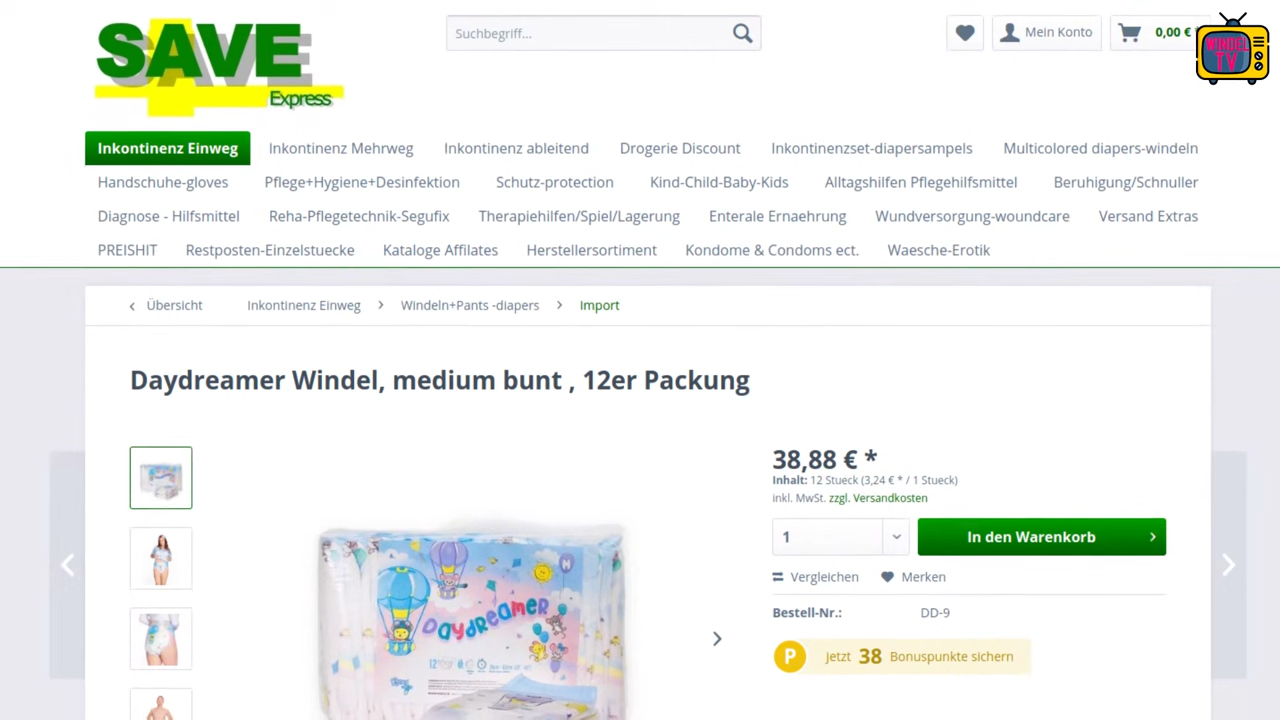 SAVE
Express
Suchbegriff...
Mein Konto
0,00 €
WINDEL
TV
Inkontinenz Einweg
Inkontinenz Mehrweg
Inkontinenz ableitend
Drogerie Discount
Inkontinenzset-diapersampels
Multicolored diapers-windeln
Handschuhe-gloves
Pflege+Hygiene+Desinfektion
Schutz-protection
Kind-Child-Baby-Kids
Alltagshilfen Pflegehilfsmittel
Beruhigung/Schnuller
Diagnose - Hilfsmittel
Reha-Pflegetechnik-Segufix
Therapiehilfen/Spiel/Lagerung
Enterale Ernaehrung
Wundversorgung-woundcare
Versand Extras
PREISHIT
Restposten-Einzelstuecke
Kataloge Affilates
Herstellersortiment
Kondome & Condoms ect.
Waesche-Erotik
Übersicht
Inkontinenz Einweg
Windeln+Pants -diapers
Import
Daydreamer Windel, medium bunt , 12er Packung
DAYDREAMER
M
12
38,88 € *
Inhalt: 12 Stueck (3,24 € * / 1 Stueck)
inkl. MwSt. zzgl. Versandkosten
1
In den Warenkorb
Vergleichen
Merken
Bestell-Nr.: DD-9
P
Jetzt 38 Bonuspunkte sichern